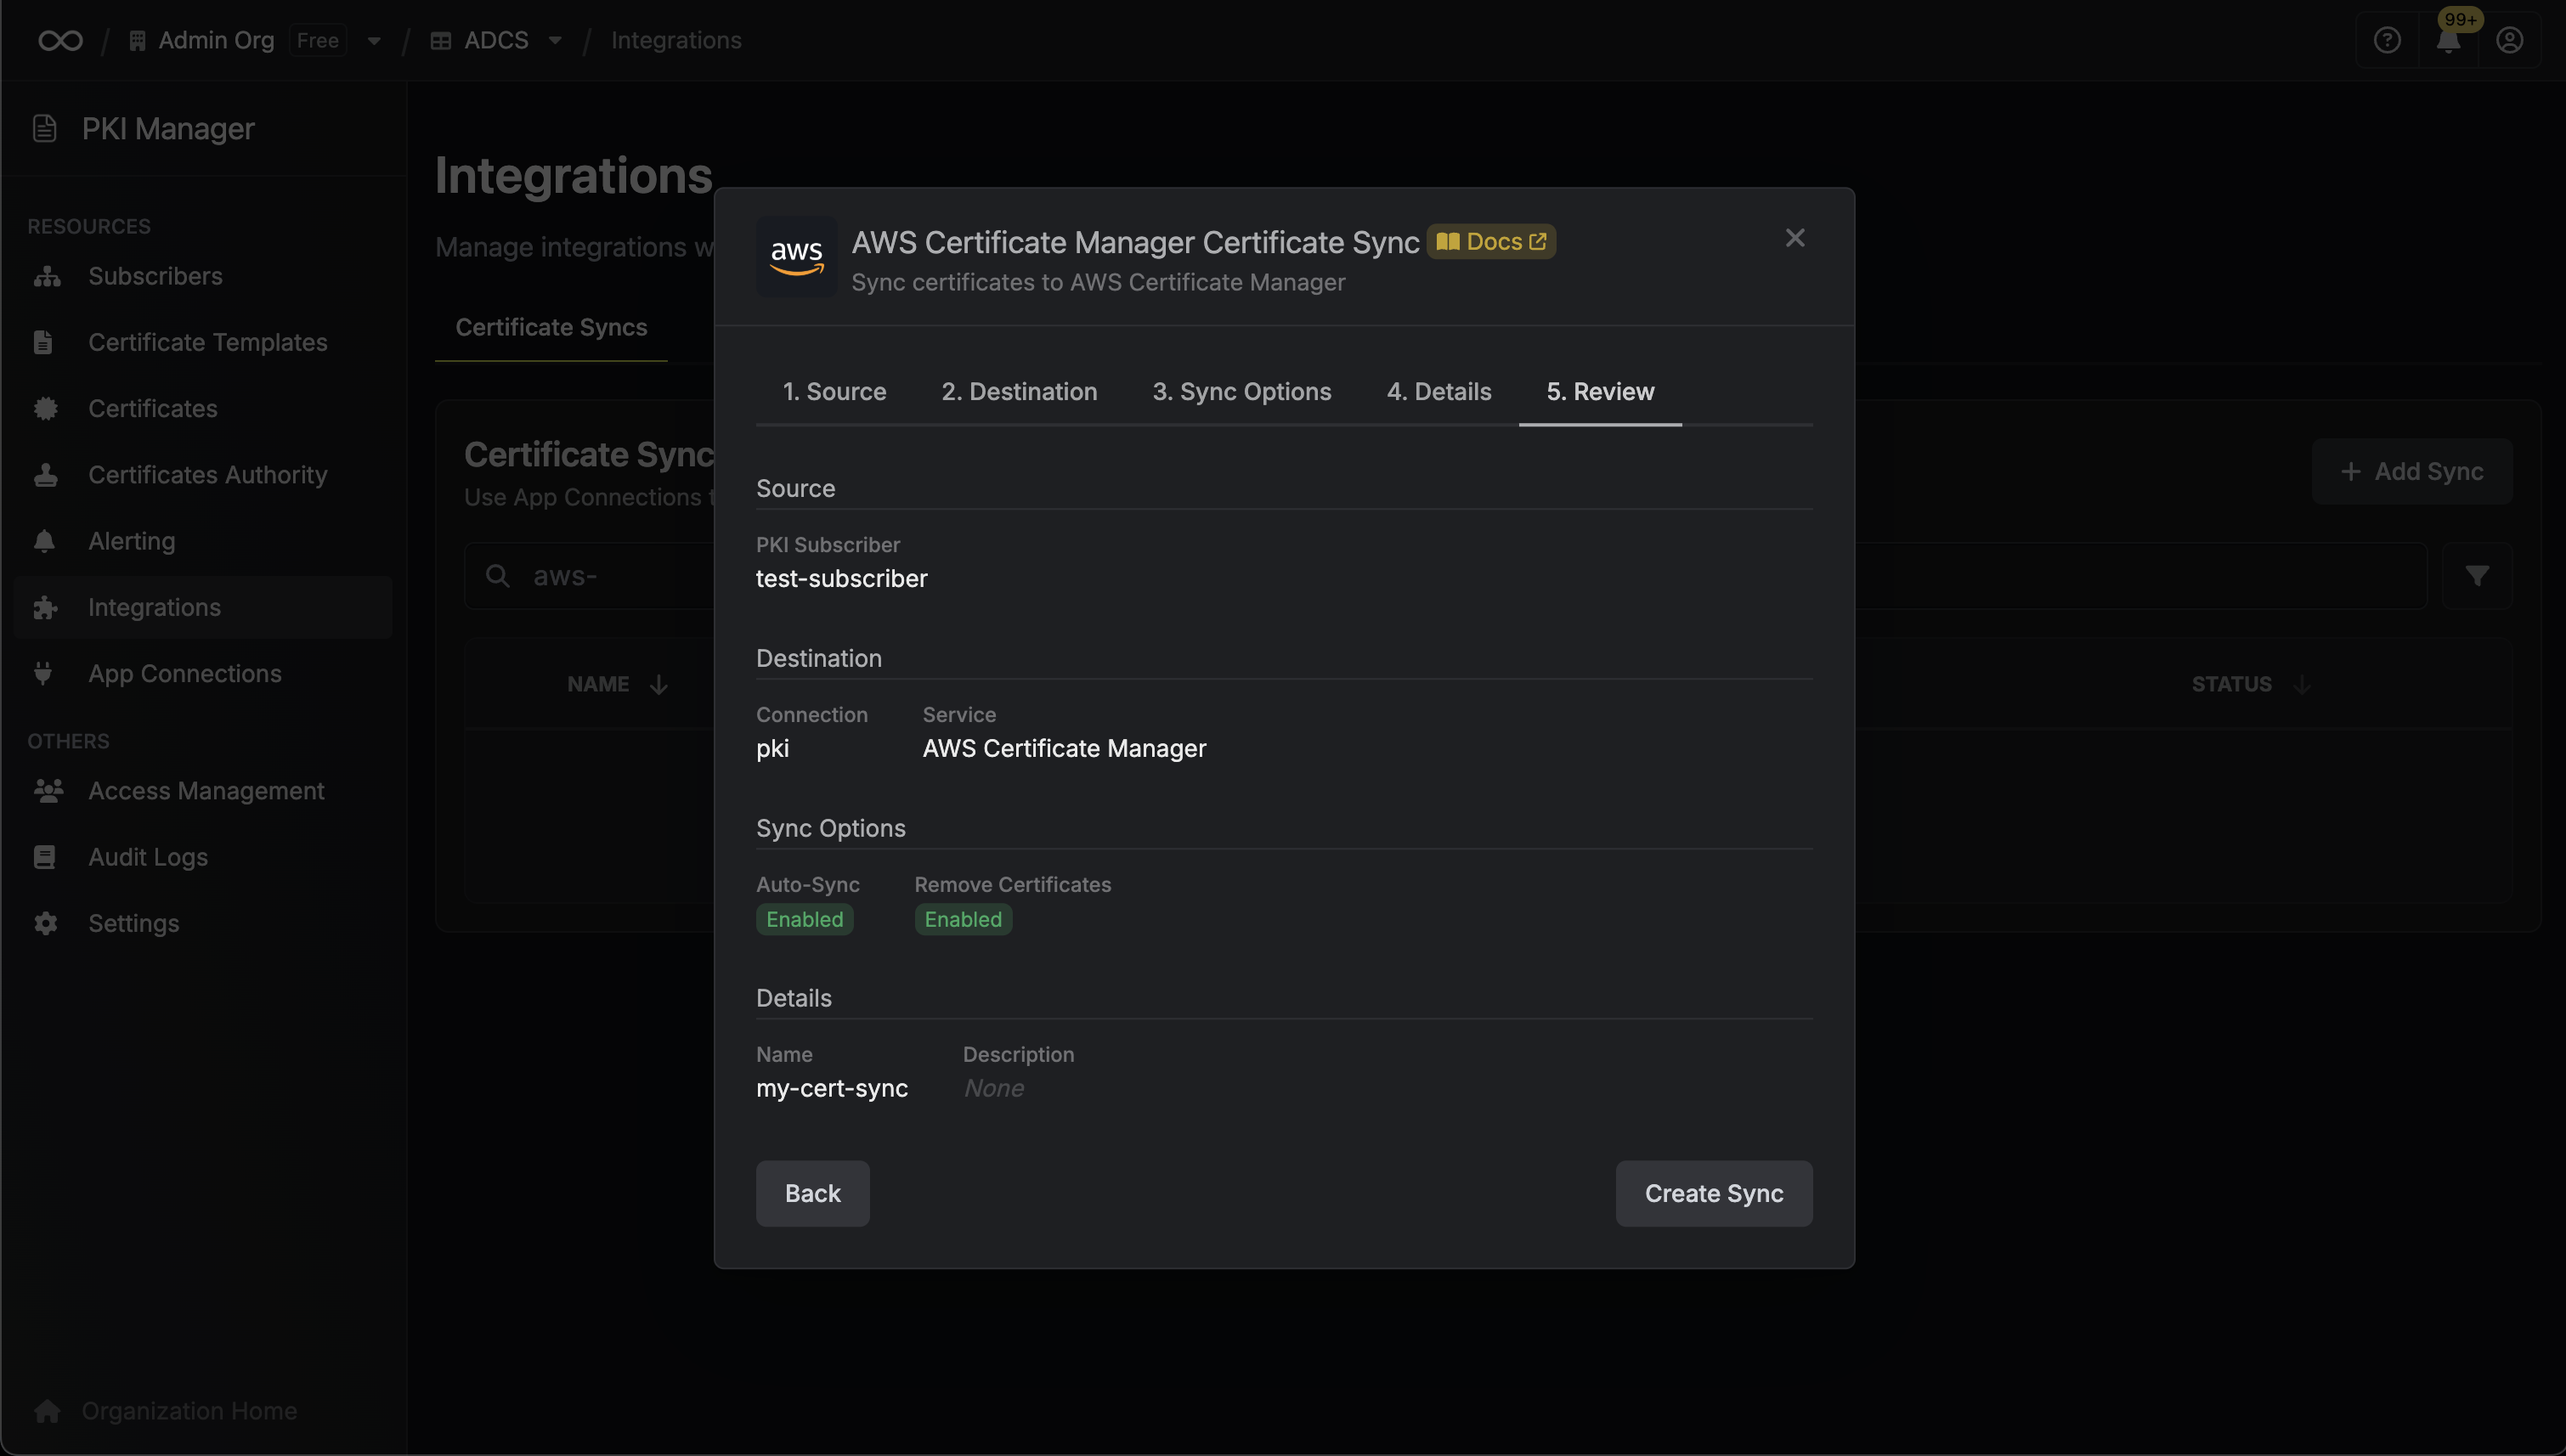 Admin Org Free / ADCS / Integrations
99+
PKI Manager
RESOURCES
Subscribers
Certificate Templates
Certificates
Certificates Authority
Alerting
Integrations
App Connections
OTHERS
Access Management
Audit Logs
Settings
Organization Home
Integrations
Manage integrations w
Certificate Syncs
Certificate Sync
Use App Connections t
+ Add Sync
aws-
NAME
STATUS
aws
AWS Certificate Manager Certificate Sync Docs
Sync certificates to AWS Certificate Manager
1. Source 2. Destination 3. Sync Options 4. Details 5. Review
Source
PKI Subscriber
test-subscriber
Destination
Connection Service
pki AWS Certificate Manager
Sync Options
Auto-Sync Remove Certificates
Enabled Enabled
Details
Name Description
my-cert-sync None
Back Create Sync